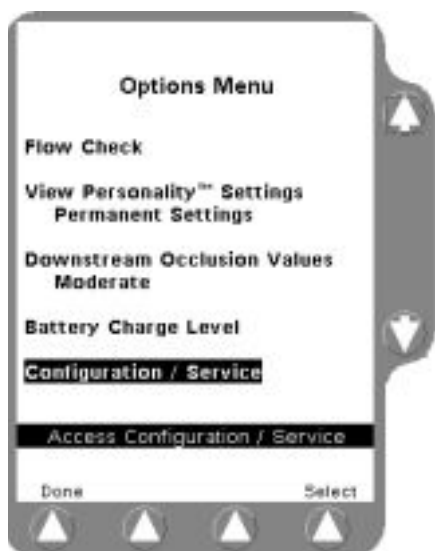 Options Menu
Flow Check
View Personality™ Settings
Permanent Settings
Downstream Occlusion Values
Moderate
Battery Charge Level
Configuration / Service
Access Configuration / Service
Done Select